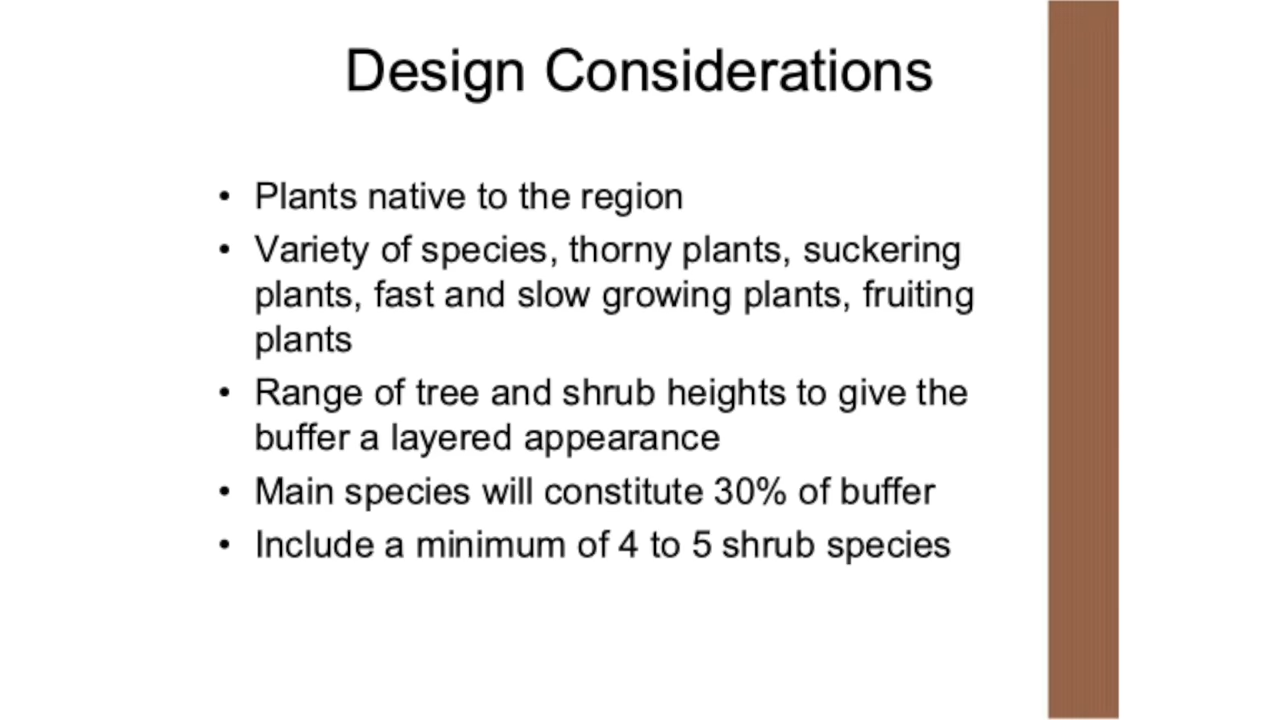 Design Considerations
• Plants native to the region
• Variety of species, thorny plants, suckering
plants, fast and slow growing plants, fruiting
plants
• Range of tree and shrub heights to give the
buffer a layered appearance
• Main species will constitute 30% of buffer
• Include a minimum of 4 to 5 shrub species